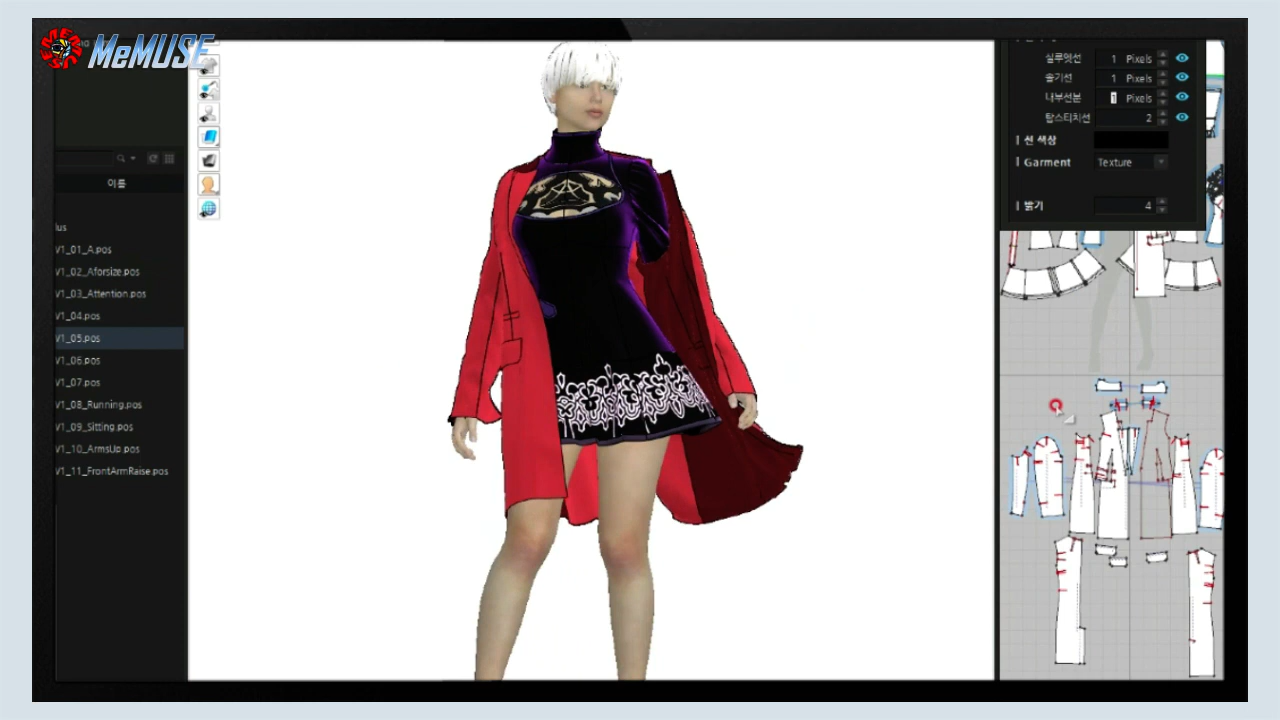 MeMUSE
이름
lus
V1_01_A.pos
V1_02_Aforsize.pos
V1_03_Attention.pos
V1_04.pos
V1_05.pos
V1_06.pos
V1_07.pos
V1_08_Running.pos
V1_09_Sitting.pos
V1_10_ArmsUp.pos
V1_11_FrontArmRaise.pos
실루엣선 1 Pixels
솔기선 1 Pixels
내부선분 1 Pixels
탑스티치선 2
선 색상
Garment Texture
밝기 4